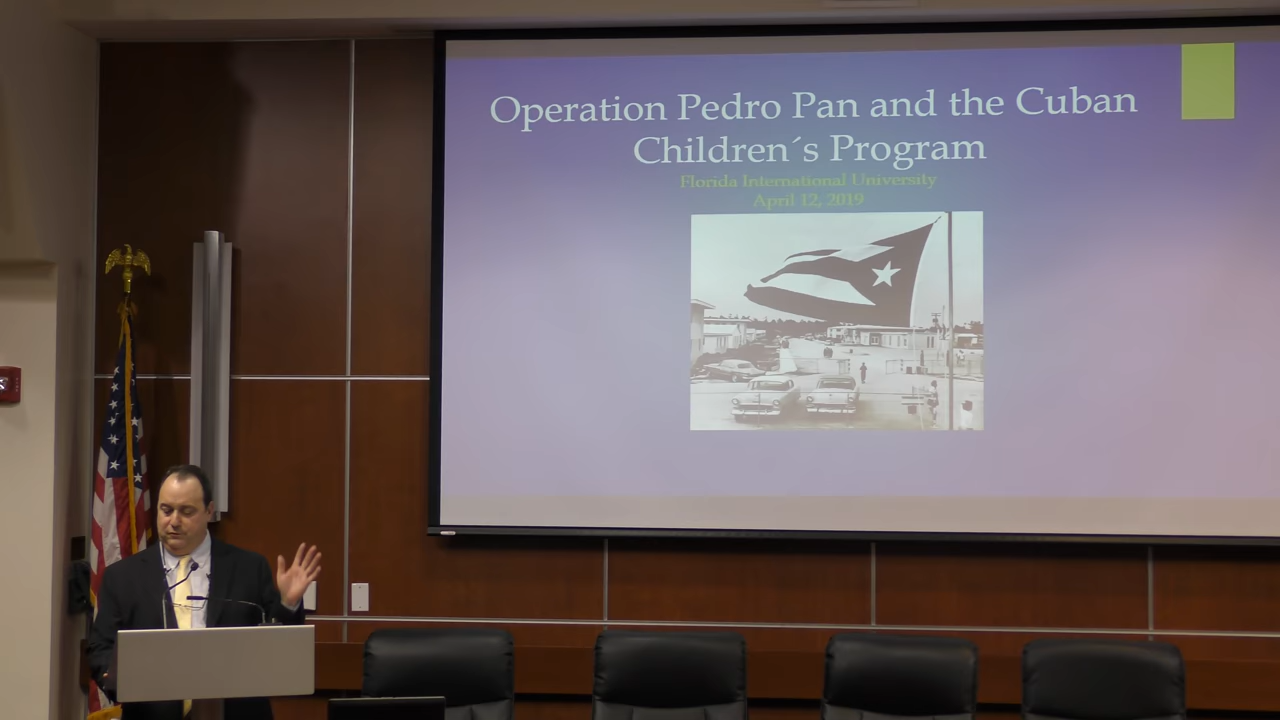 Operation Pedro Pan and the Cuban
Children´s Program
Florida International University
April 12, 2019